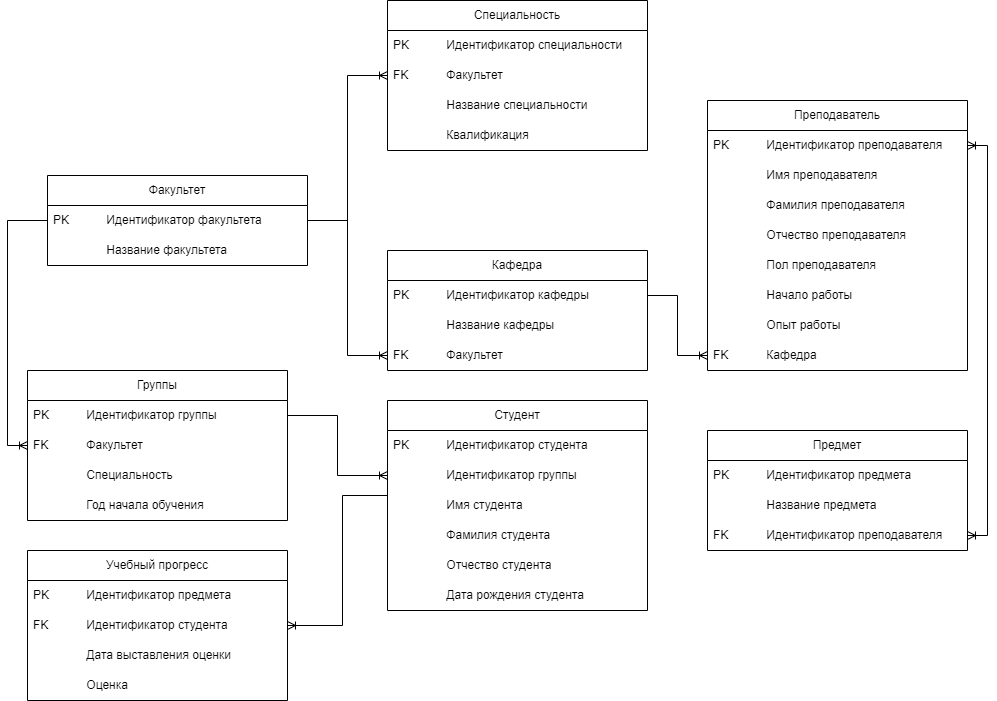 Специальность
PK Идентификатор специальности
FK Факультет
Название специальности
Квалификация
Преподаватель
PK Идентификатор преподавателя
Имя преподавателя
Фамилия преподавателя
Отчество преподавателя
Пол преподавателя
Начало работы
Опыт работы
FK Кафедра
Факультет
PK Идентификатор факультета
Название факультета
Кафедра
PK Идентификатор кафедры
Название кафедры
FK Факультет
Группы
PK Идентификатор группы
FK Факультет
Специальность
Год начала обучения
Студент
PK Идентификатор студента
Идентификатор группы
Имя студента
Фамилия студента
Отчество студента
Дата рождения студента
Предмет
PK Идентификатор предмета
Название предмета
FK Идентификатор преподавателя
Учебный прогресс
PK Идентификатор предмета
FK Идентификатор студента
Дата выставления оценки
Оценка